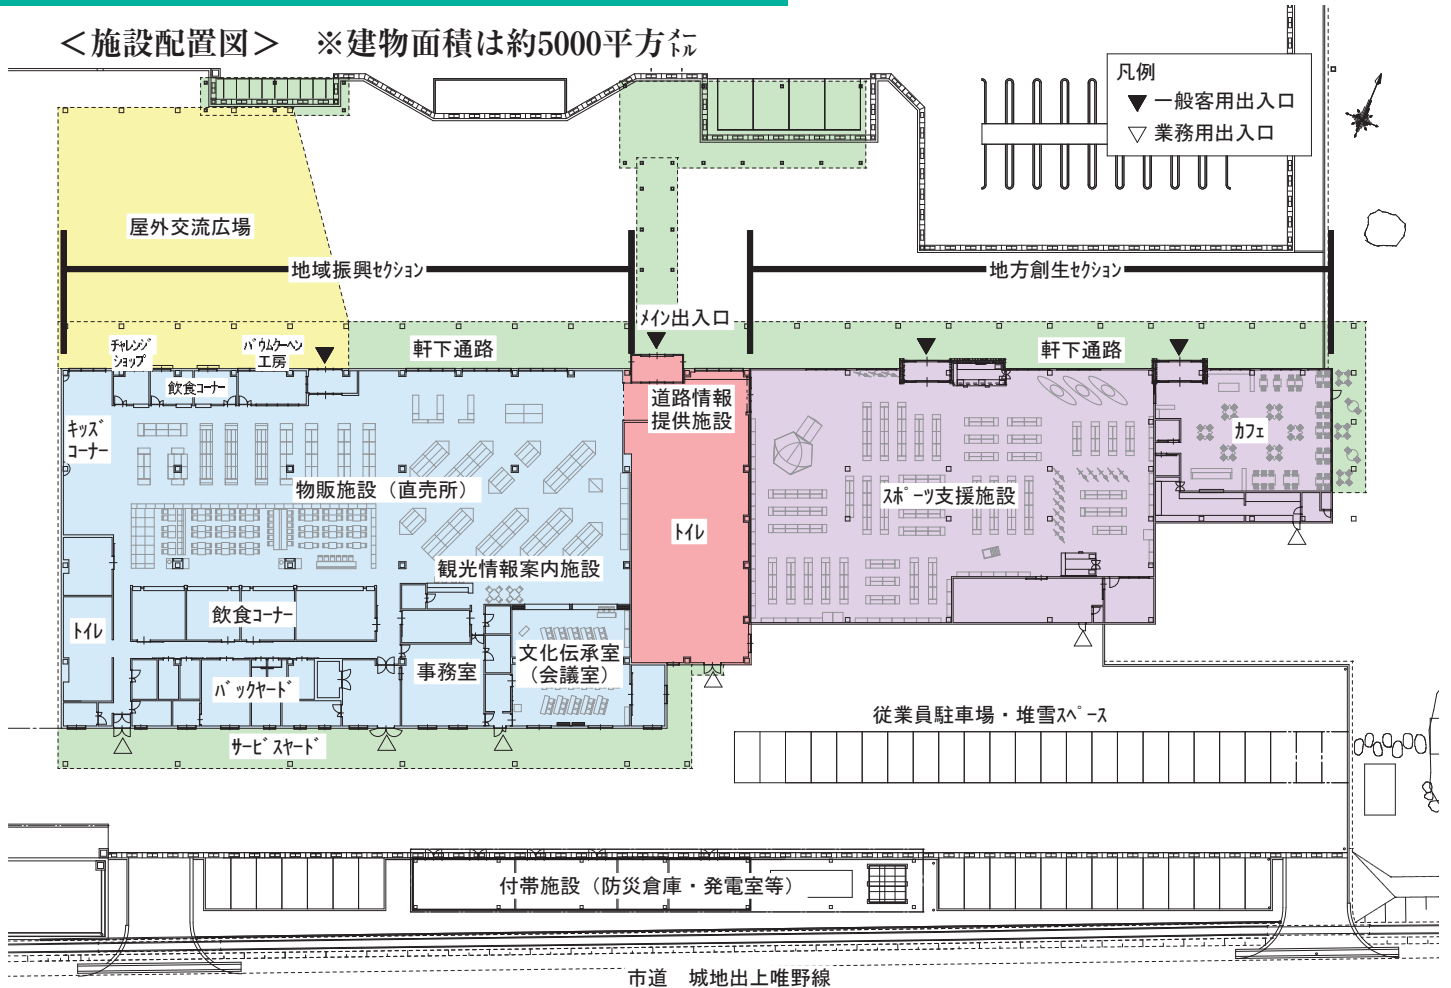 ＜施設配置図＞　※建物面積は約5000平方㍍
凡例
▼ 一般客用出入口
▽ 業務用出入口
屋外交流広場
地域振興ｾｸｼｮﾝ
地方創生ｾｸｼｮﾝ
ﾒｲﾝ出入口
ﾁｬﾚﾝｼﾞ
ｼｮｯﾌﾟ
ﾊﾞｳﾑｸｰﾍﾝ
工房
軒下通路
軒下通路
飲食ｺｰﾅｰ
道路情報
提供施設
ｷｯｽﾞ
ｺｰﾅｰ
ｶﾌｪ
物販施設（直売所）
ｽﾎﾟｰﾂ支援施設
ﾄｲﾚ
観光情報案内施設
飲食ｺｰﾅｰ
ﾄｲﾚ
文化伝承室
（会議室）
事務室
ﾊﾞｯｸﾔｰﾄﾞ
ｻｰﾋﾞｽﾔｰﾄﾞ
従業員駐車場・堆雪ｽﾍﾟｰｽ
付帯施設（防災倉庫・発電室等）
市道　城地出上唯野線